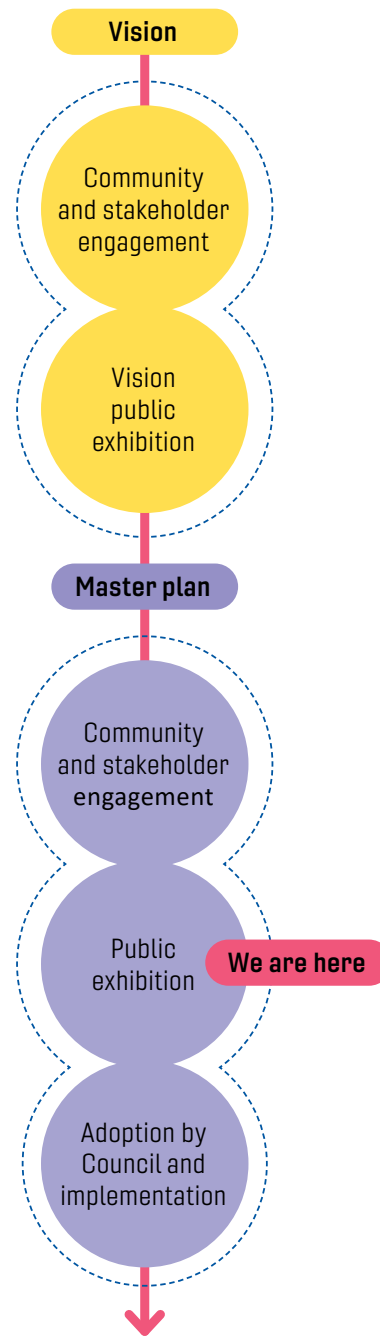 Vision
Community
and stakeholder
engagement
Vision
public
exhibition
Master plan
Community
and stakeholder
engagement
Public
exhibition
We are here
Adoption by
Council and
implementation